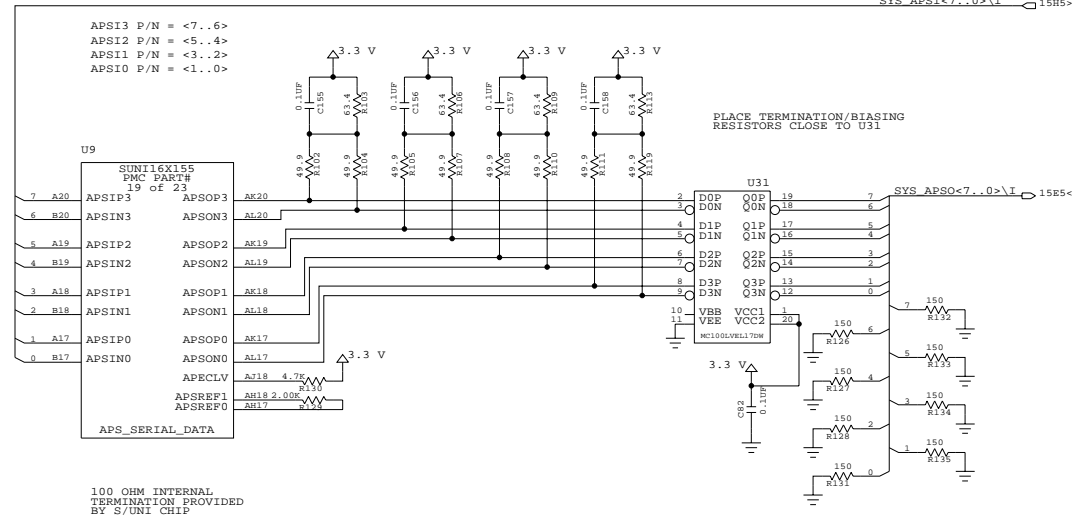 SYS_APSI<7..0>\I 15H5>
APSI3 P/N = <7..6>
APSI2 P/N = <5..4>
APSI1 P/N = <3..2>
APSI0 P/N = <1..0>
3.3 V 3.3 V 3.3 V 3.3 V
0.1UF C155 63.4 R103 0.1UF C156 63.4 R106 0.1UF C157 63.4 R109 0.1UF C158 63.4 R113
49.9 R102 49.9 R104 49.9 R105 49.9 R107 49.9 R108 49.9 R110 49.9 R111 49.9 R119
PLACE TERMINATION/BIASING
RESISTORS CLOSE TO U31
U9
SUNI16X155
PMC PART#
19 of 23
7 A20 APSIP3 APSOP3 AK20
6 B20 APSIN3 APSON3 AL20
5 A19 APSIP2 APSOP2 AK19
4 B19 APSIN2 APSON2 AL19
3 A18 APSIP1 APSOP1 AK18
2 B18 APSIN1 APSON1 AL18
1 A17 APSIP0 APSOP0 AK17
0 B17 APSIN0 APSON0 AL17
APECLV AJ18 4.7K R130 3.3 V
APSREF1 AH18 2.00K R129
APSREF0 AH17
APS_SERIAL_DATA
U31
2 D0P Q0P 19 7
3 D0N Q0N 18 6
4 D1P Q1P 17 5
5 D1N Q1N 16 4
6 D2P Q2P 15 3
7 D2N Q2N 14 2
8 D3P Q3P 13 1
9 D3N Q3N 12 0
10 VBB VCC1 1
11 VEE VCC2 20
MC100LVEL17DW
SYS_APSO<7..0>\I 15E5<
3.3 V
C82 0.1UF
7 150 R132
150 R126 6
5 150 R133
150 R127 4
3 150 R134
150 R128 2
1 150 R135
150 R131 0
100 OHM INTERNAL
TERMINATION PROVIDED
BY S/UNI CHIP